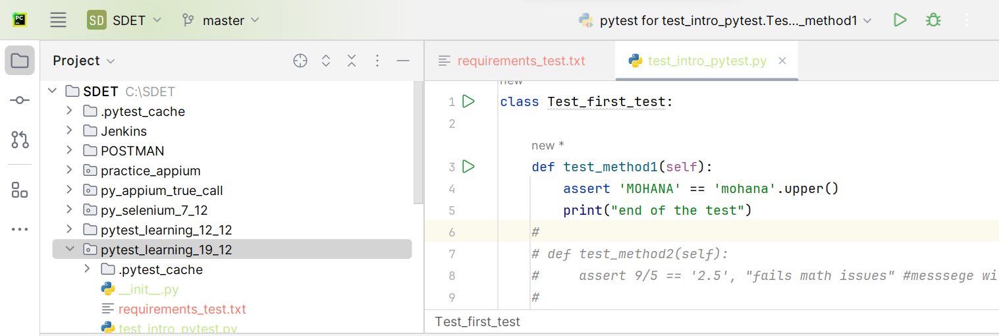 PC SD SDET master pytest for test_intro_pytest.Tes..._method1
Project
requirements_test.txt test_intro_pytest.py
SDET C:\SDET
.pytest_cache
Jenkins
POSTMAN
practice_appium
py_appium_true_call
py_selenium_7_12
pytest_learning_12_12
pytest_learning_19_12
.pytest_cache
__init__.py
requirements_test.txt
test_intro_pytest.py
new
1 class Test_first_test:
2
new *
3 def test_method1(self):
4 assert 'MOHANA' == 'mohana'.upper()
5 print("end of the test")
6 #
7 # def test_method2(self):
8 # assert 9/5 == '2.5', "fails math issues" #messsege wi
9 #
Test_first_test